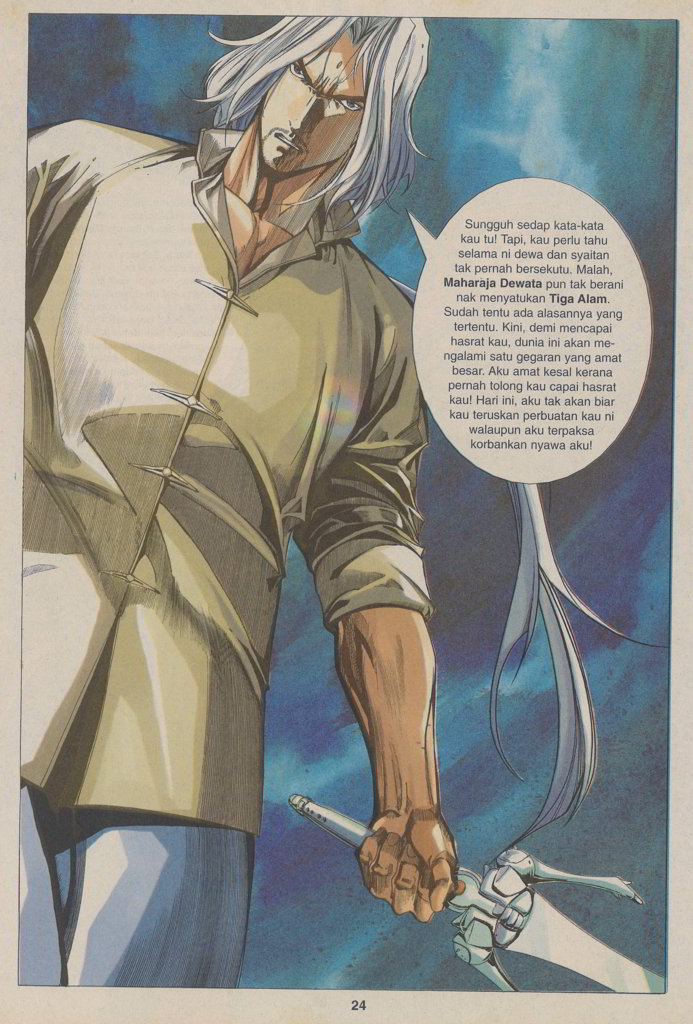 Sungguh sedap kata-kata
kau tu! Tapi, kau perlu tahu
selama ni dewa dan syaitan
tak pernah bersekutu. Malah,
Maharaja Dewata pun tak berani
nak menyatukan Tiga Alam.
Sudah tentu ada alasannya yang
tertentu. Kini, demi mencapai
hasrat kau, dunia ini akan me-
ngalami satu gegaran yang amat
besar. Aku amat kesal kerana
pernah tolong kau capai hasrat
kau! Hari ini, aku tak akan biar
kau teruskan perbuatan kau ni
walaupun aku terpaksa
korbankan nyawa aku!
24